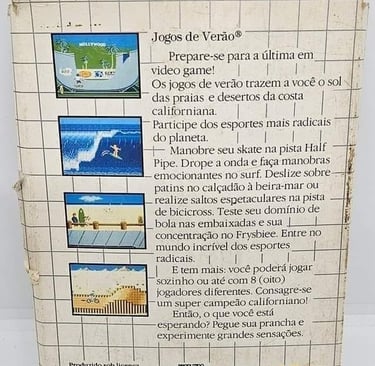 Jogos de Verão®
Prepare-se para a última em
video game!
Os jogos de verão trazem a você o sol
das praias e desertos da costa
californiana.
Participe dos esportes mais radicais
do planeta.
Manobre seu skate na pista Half
Pipe. Drope a onda e faça manobras
emocionantes no surf. Deslize sobre
patins no calçadão à beira-mar ou
realize saltos espetaculares na pista
de bicicross. Teste seu domínio de
bola nas embaixadas e sua
concentração no Frysbiee. Entre no
mundo incrível dos esportes
radicais.
E tem mais: você poderá jogar
sozinho ou até com 8 (oito)
jogadores diferentes. Consagre-se
um super campeão californiano!
Então, o que você está
esperando? Pegue sua prancha e
experimente grandes sensações.
HOLLYWOOD
Produzido sob licença